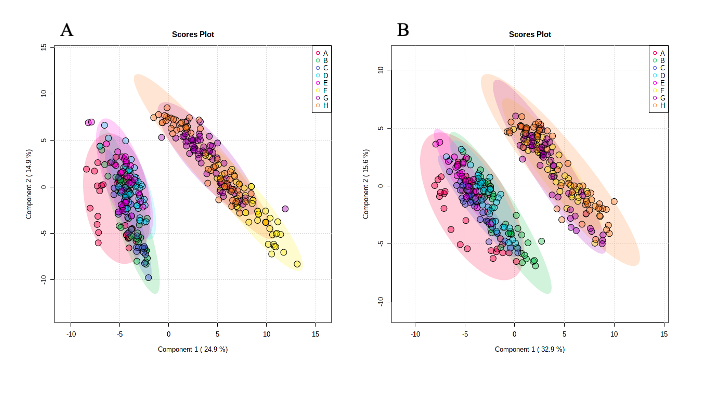 A
Scores Plot
Component 2 ( 14.9 %)
15
10
5
0
-5
-10
-10
-5
0
5
10
15
Component 1 ( 24.9 %)
A
B
C
D
E
F
G
H
B
Scores Plot
Component 2 ( 15.6 %)
10
5
0
-5
-10
-10
-5
0
5
10
15
Component 1 ( 32.9 %)
A
B
C
D
E
F
G
H